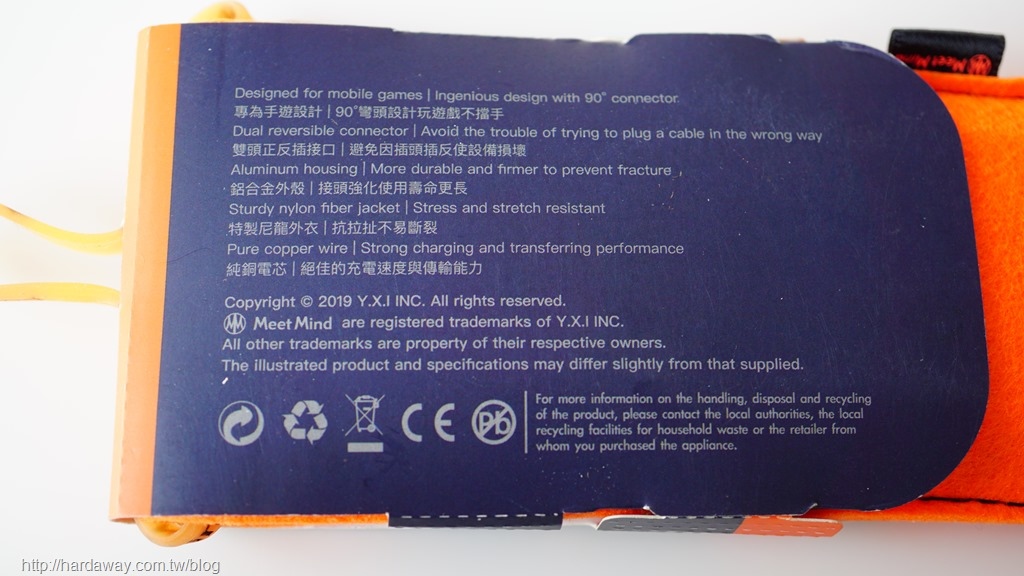 Designed for mobile games | Ingenious design with 90° connector
專為手遊設計 | 90°彎頭設計玩遊戲不擋手
Dual reversible connector | Avoid the trouble of trying to plug a cable in the wrong way
雙頭正反插接口 | 避免因插頭插反使設備損壞
Aluminum housing | More durable and firmer to prevent fracture
鋁合金外殼 | 接頭強化使用壽命更長
Sturdy nylon fiber jacket | Stress and stretch resistant
特製尼龍外衣 | 抗拉扯不易斷裂
Pure copper wire | Strong charging and transferring performance
純銅電芯 | 絕佳的充電速度與傳輸能力
Copyright © 2019 Y.X.I INC. All rights reserved.
Meet Mind are registered trademarks of Y.X.I INC.
All other trademarks are property of their respective owners.
The illustrated product and specifications may differ slightly from that supplied.
CE Pb
For more information on the handling, disposal and recycling
of the product, please contact the local authorities, the local
recycling facilities for household waste or the retailer from
whom you purchased the appliance.
Meet Mind
http://hardaway.com.tw/blog